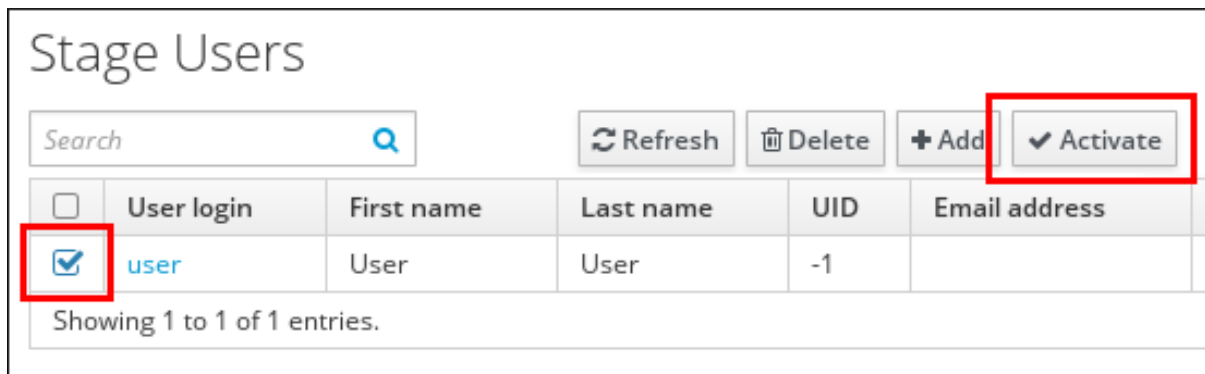 Stage Users
Search Refresh Delete Add Activate
User login First name Last name UID Email address
user User User -1
Showing 1 to 1 of 1 entries.